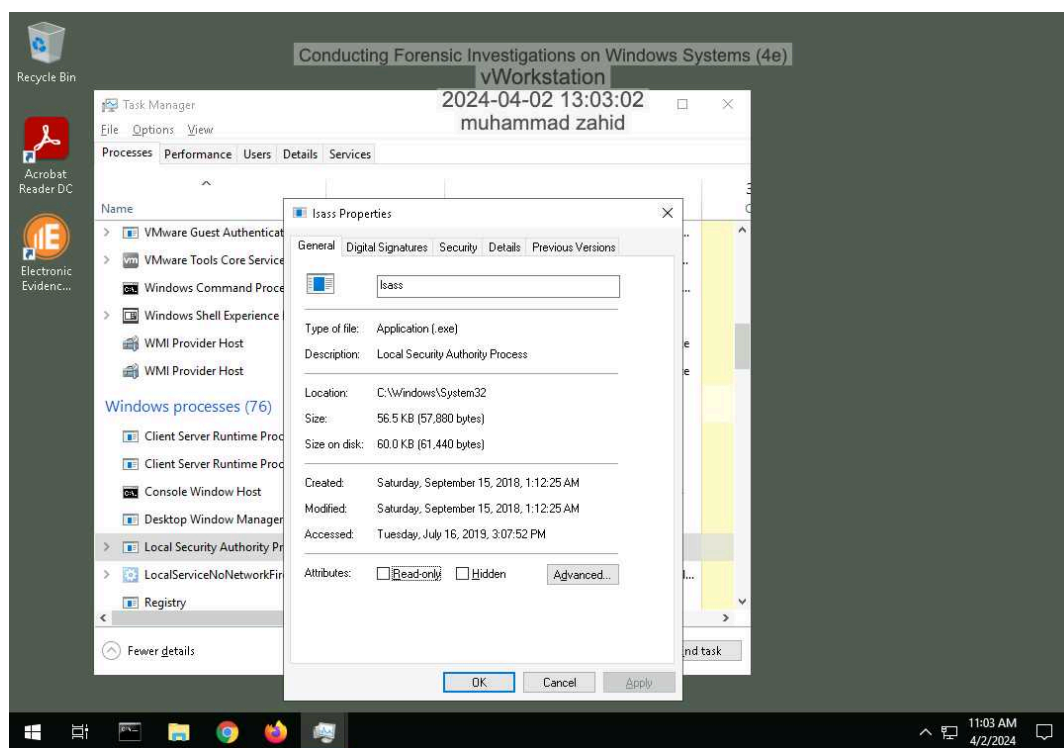 Recycle Bin
Acrobat
Reader DC
Electronic
Evidenc...
Conducting Forensic Investigations on Windows Systems (4e)
vWorkstation
2024-04-02 13:03:02
muhammad zahid
Task Manager
File Options View
Processes Performance Users Details Services
Name
VMware Guest Authenticat
VMware Tools Core Service
Windows Command Proce
Windows Shell Experience
WMI Provider Host
WMI Provider Host
Windows processes (76)
Client Server Runtime Proc
Client Server Runtime Proc
Console Window Host
Desktop Window Manager
Local Security Authority Pr
LocalServiceNoNetworkFir
Registry
Fewer details
nd task
lsass Properties
General Digital Signatures Security Details Previous Versions
lsass
Type of file: Application (.exe)
Description: Local Security Authority Process
Location: C:\Windows\System32
Size: 56.5 KB (57,880 bytes)
Size on disk: 60.0 KB (61,440 bytes)
Created: Saturday, September 15, 2018, 1:12:25 AM
Modified: Saturday, September 15, 2018, 1:12:25 AM
Accessed: Tuesday, July 16, 2019, 3:07:52 PM
Attributes: Read-only Hidden Advanced...
OK Cancel Apply
11:03 AM
4/2/2024